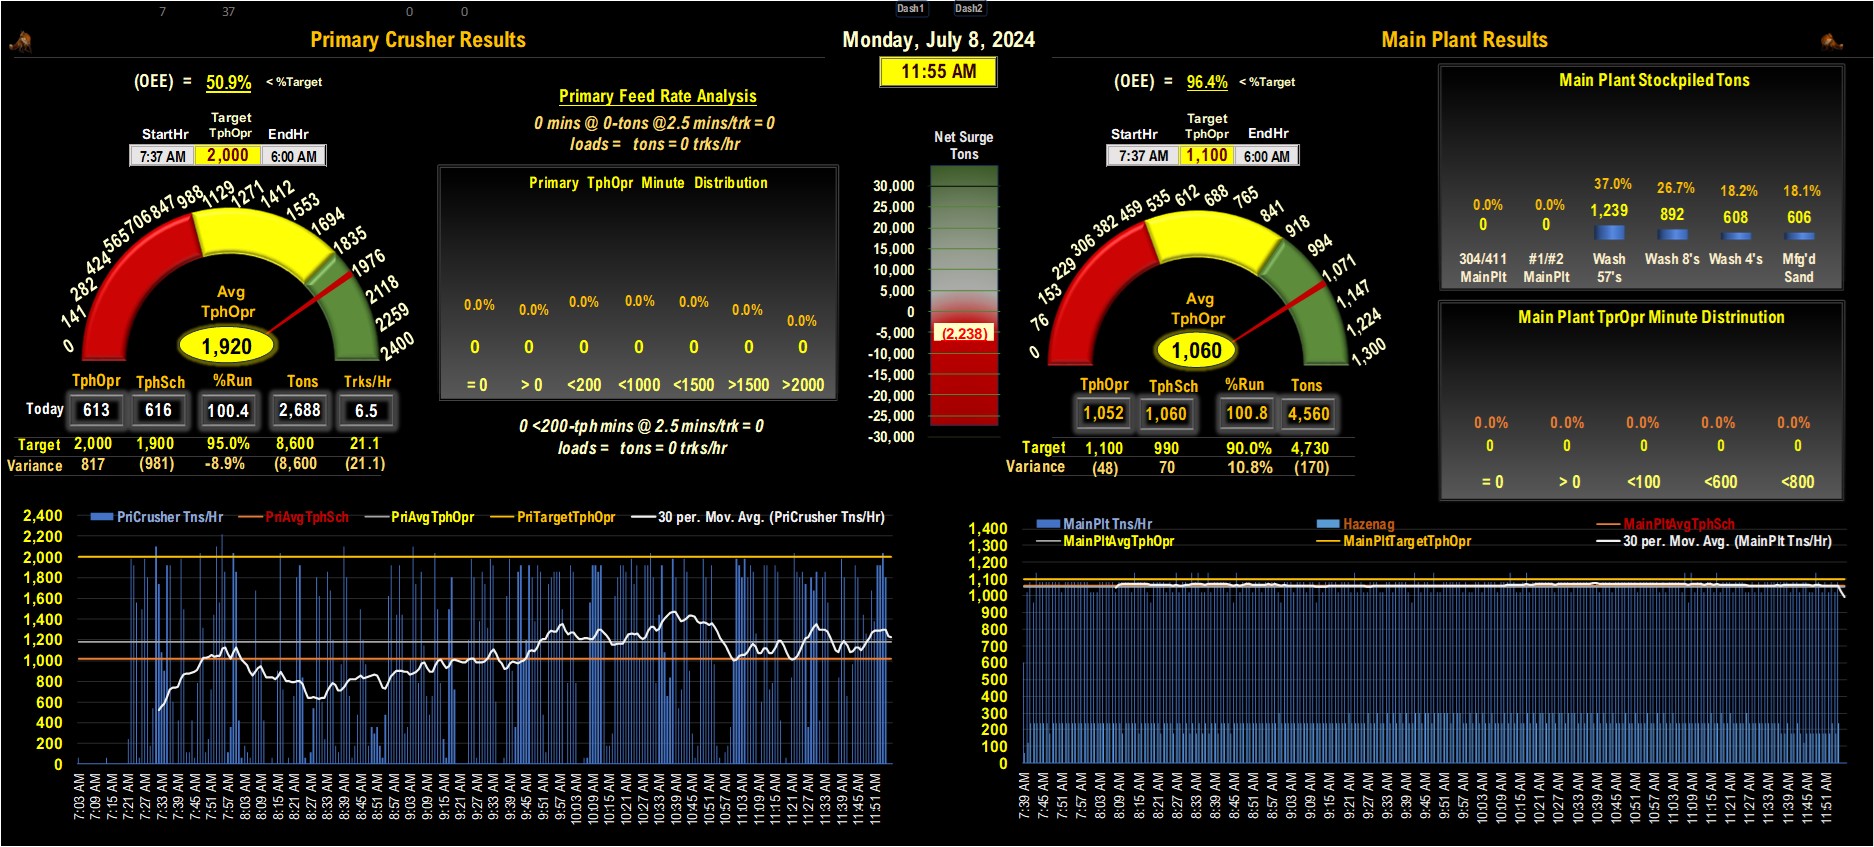 7 37 0 0 Dash1 Dash2
Primary Crusher Results
Monday, July 8, 2024
11:55 AM
Main Plant Results
(OEE) = 50.9% < %Target
Target
StartHr TphOpr EndHr
7:37 AM 2,000 6:00 AM
0 141 282 424 565 706 847 988 1129 1271 1412 1553 1694 1835 1976 2118 2259 2400
Avg
TphOpr
1,920
TphOpr TphSch %Run Tons Trks/Hr
Today 613 616 100.4 2,688 6.5
Target 2,000 1,900 95.0% 8,600 21.1
Variance 817 (981) -8.9% (8,600 (21.1)
Primary Feed Rate Analysis
0 mins @ 0-tons @2.5 mins/trk = 0
loads = tons = 0 trks/hr
Primary TphOpr Minute Distribution
0.0% 0.0% 0.0% 0.0% 0.0% 0.0% 0.0%
0 0 0 0 0 0 0
= 0 > 0 <200 <1000 <1500 >1500 >2000
0 <200-tph mins @ 2.5 mins/trk = 0
loads = tons = 0 trks/hr
Net Surge
Tons
30,000
25,000
20,000
15,000
10,000
5,000
0
-5,000
(2,238)
-10,000
-15,000
-20,000
-25,000
-30,000
(OEE) = 96.4% < %Target
Target
StartHr TphOpr EndHr
7:37 AM 1,100 6:00 AM
0 76 153 229 306 382 459 535 612 688 765 841 918 994 1,071 1,147 1,224 1,300
Avg
TphOpr
1,060
TphOpr TphSch %Run Tons
1,052 1,060 100.8 4,560
Target 1,100 990 90.0% 4,730
Variance (48) 70 10.8% (170)
Main Plant Stockpiled Tons
0.0% 0.0% 37.0% 26.7% 18.2% 18.1%
0 0 1,239 892 608 606
304/411 #1/#2 Wash Wash 8's Wash 4's Mfg'd
MainPlt MainPlt 57's Sand
Main Plant TprOpr Minute Distrinution
0.0% 0.0% 0.0% 0.0% 0.0%
0 0 0 0 0
= 0 > 0 <100 <600 <800
PriCrusher Tns/Hr PriAvgTphSch PriAvgTphOpr PriTargetTphOpr 30 per. Mov. Avg. (PriCrusher Tns/Hr)
2,400
2,200
2,000
1,800
1,600
1,400
1,200
1,000
800
600
400
200
0
7:03 AM 7:09 AM 7:15 AM 7:21 AM 7:27 AM 7:33 AM 7:39 AM 7:45 AM 7:51 AM 7:57 AM 8:03 AM 8:09 AM 8:15 AM 8:21 AM 8:27 AM 8:33 AM 8:39 AM 8:45 AM 8:51 AM 8:57 AM 9:03 AM 9:09 AM 9:15 AM 9:21 AM 9:27 AM 9:33 AM 9:39 AM 9:45 AM 9:51 AM 9:57 AM 10:03 AM 10:09 AM 10:15 AM 10:21 AM 10:27 AM 10:33 AM 10:39 AM 10:45 AM 10:51 AM 10:57 AM 11:03 AM 11:09 AM 11:15 AM 11:21 AM 11:27 AM 11:33 AM 11:39 AM 11:45 AM 11:51 AM
MainPlt Tns/Hr Hazenag MainPltAvgTphSch
MainPltAvgTphOpr MainPltTargetTphOpr 30 per. Mov. Avg. (MainPlt Tns/Hr)
1,400
1,300
1,200
1,100
1,000
900
800
700
600
500
400
300
200
100
0
7:39 AM 7:45 AM 7:51 AM 7:57 AM 8:03 AM 8:09 AM 8:15 AM 8:21 AM 8:27 AM 8:33 AM 8:39 AM 8:45 AM 8:51 AM 8:57 AM 9:03 AM 9:09 AM 9:15 AM 9:21 AM 9:27 AM 9:33 AM 9:39 AM 9:45 AM 9:51 AM 9:57 AM 10:03 AM 10:09 AM 10:15 AM 10:21 AM 10:27 AM 10:33 AM 10:39 AM 10:45 AM 10:51 AM 10:57 AM 11:03 AM 11:09 AM 11:15 AM 11:21 AM 11:27 AM 11:33 AM 11:39 AM 11:45 AM 11:51 AM